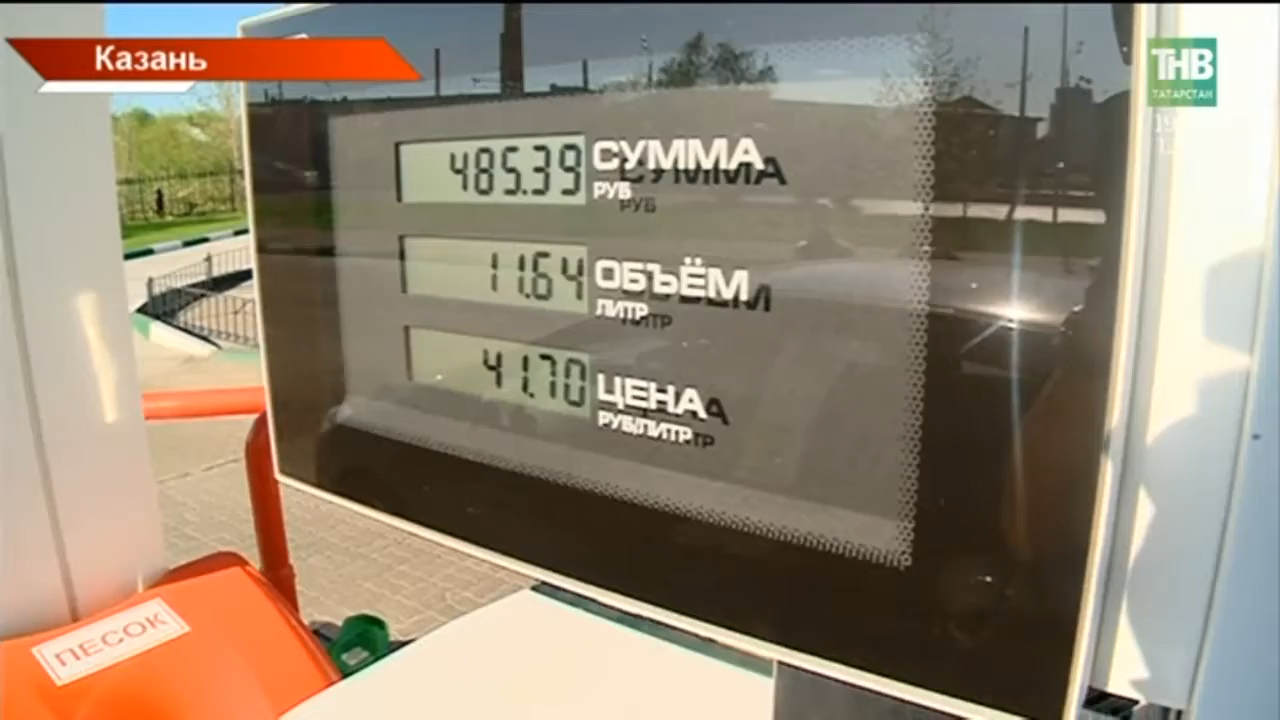 Казань
ТНВ
ТАТАРСТАН
485.39 СУММА
РУБ
11.64 ОБЪЁМ
ЛИТР
41.70 ЦЕНА
РУБ/ЛИТР
ПЕСОК